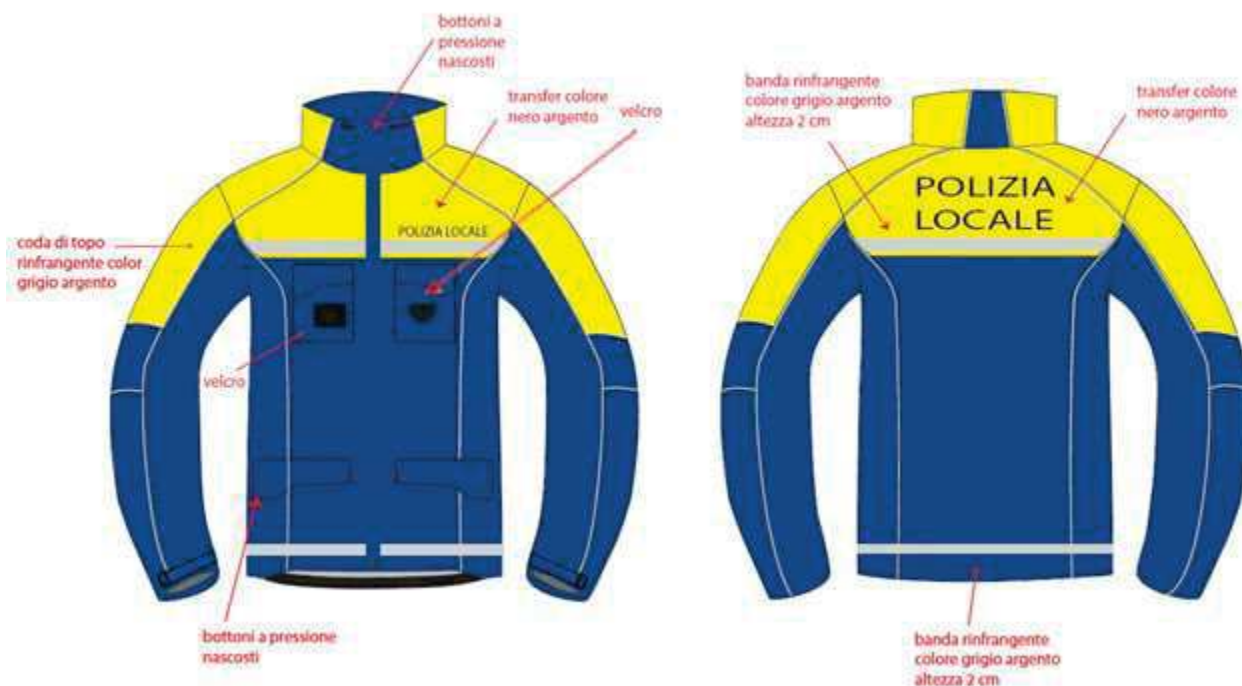 bottoni a
pressione
nascosti
transfer colore
nero argento
velcro
POLIZIA LOCALE
coda di topo
rinfrangente color
grigio argento
velcro
bottoni a pressione
nascosti
banda rinfrangente
colore grigio argento
altezza 2 cm
transfer colore
nero argento
POLIZIA
LOCALE
banda rinfrangente
colore grigio argento
altezza 2 cm